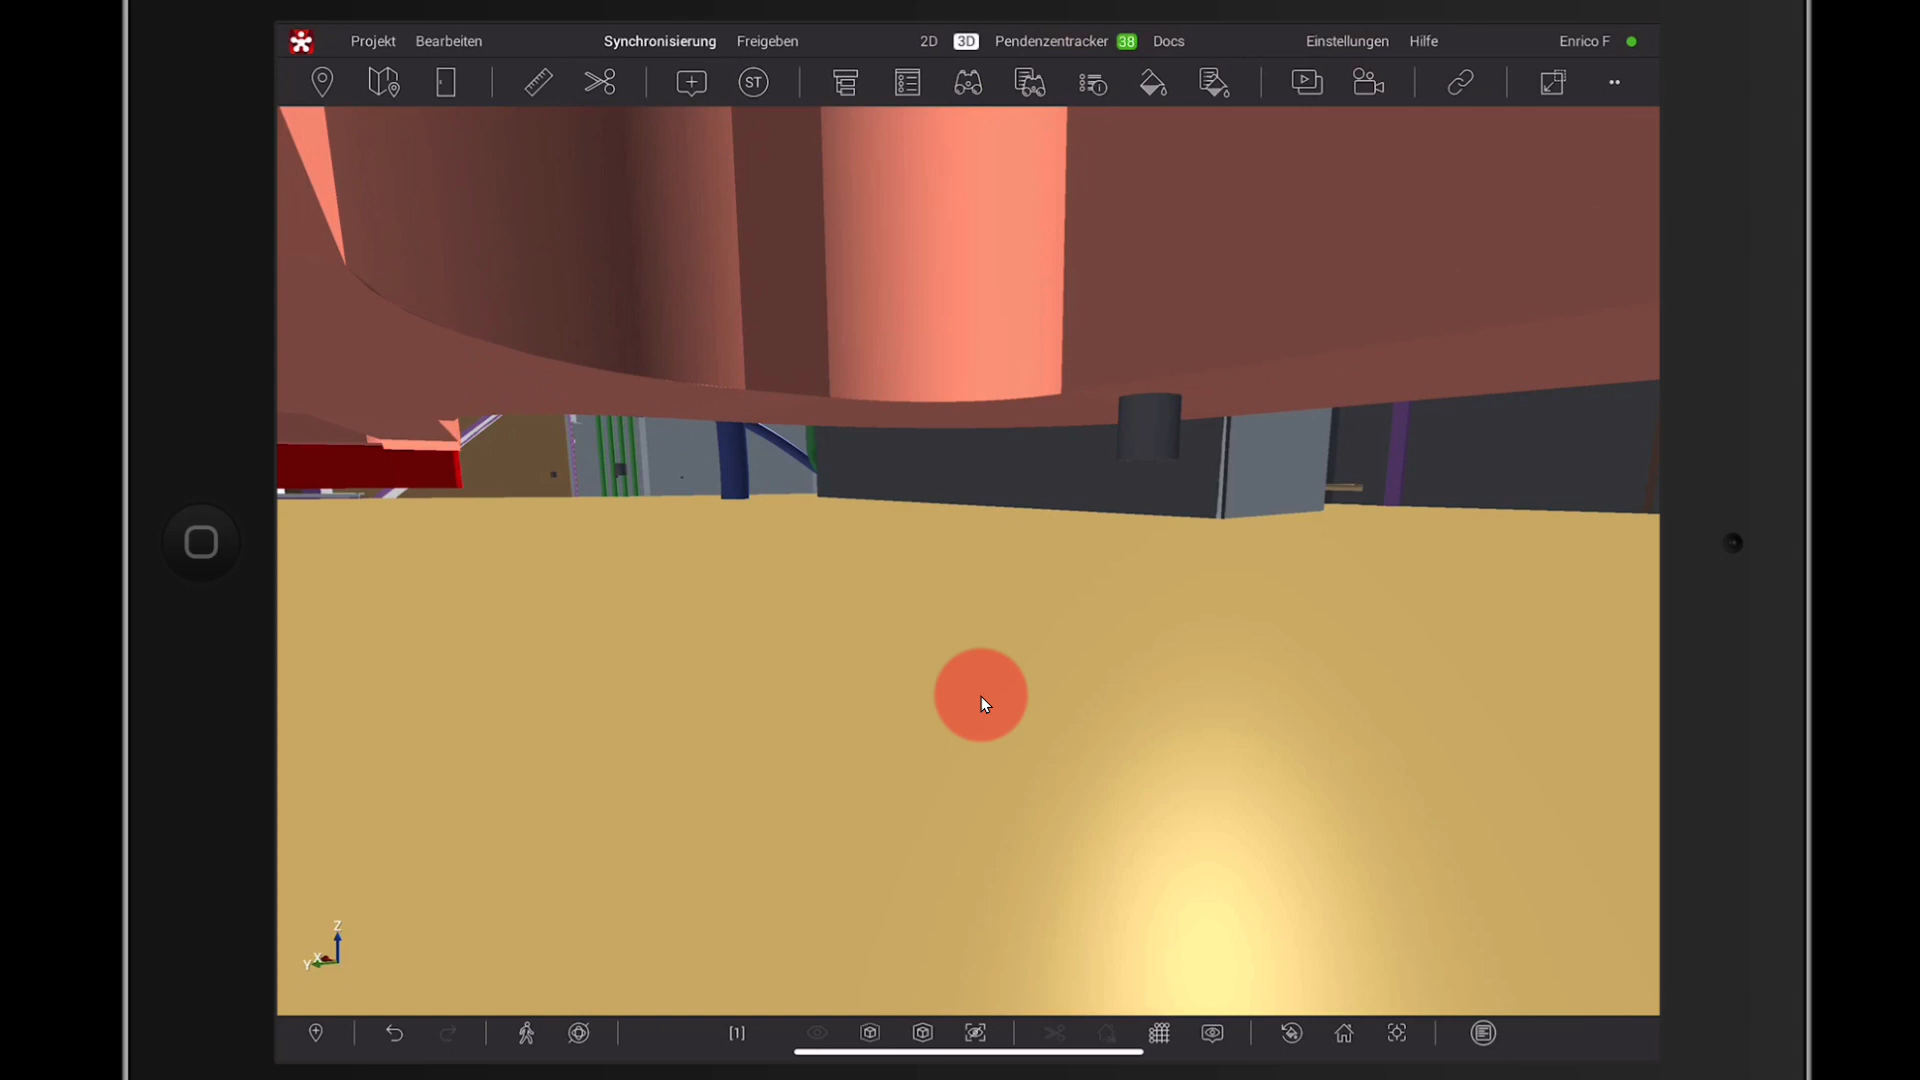 Projekt Bearbeiten Synchronisierung Freigeben 2D 3D Pendenzentracker 38 Docs Einstellungen Hilfe Enrico F
ST
Z
X
Y
[1]